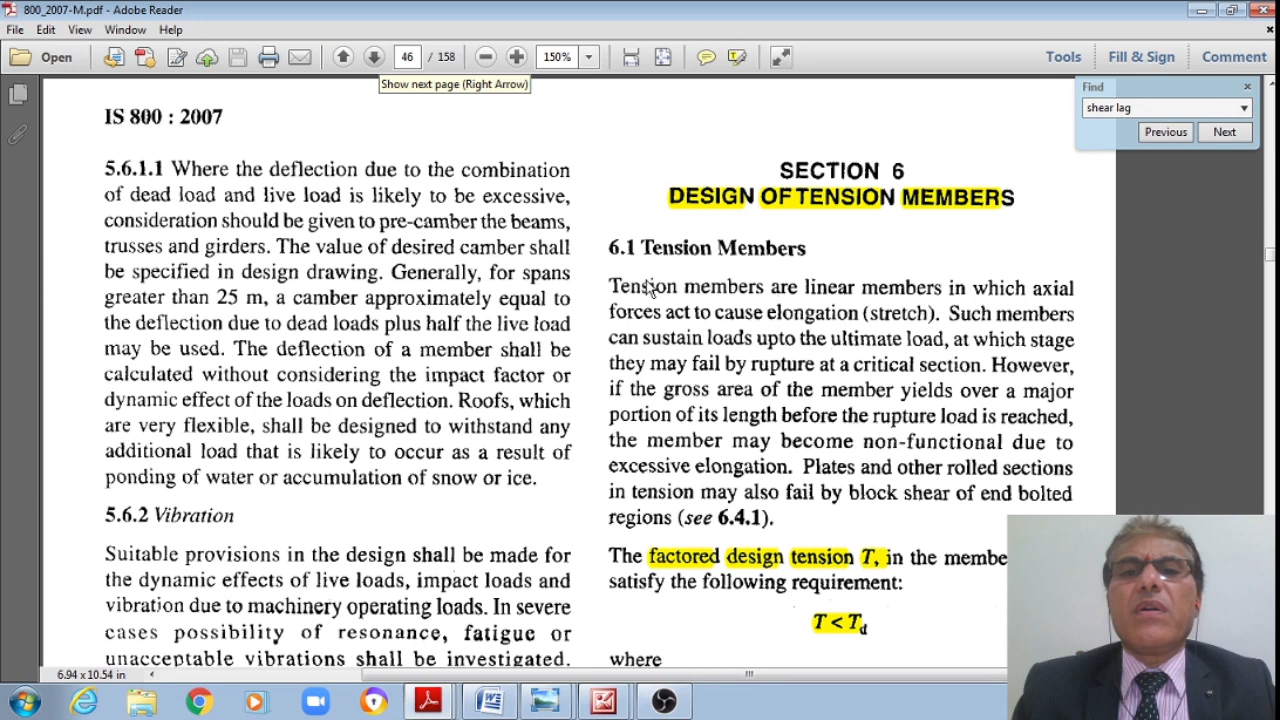 800_2007-M.pdf - Adobe Reader
File Edit View Window Help
Open 46 / 158 150% Tools Fill & Sign Comment
Show next page (Right Arrow)
Find
shear lag
Previous Next
IS 800 : 2007
5.6.1.1 Where the deflection due to the combination
of dead load and live load is likely to be excessive,
consideration should be given to pre-camber the beams,
trusses and girders. The value of desired camber shall
be specified in design drawing. Generally, for spans
greater than 25 m, a camber approximately equal to
the deflection due to dead loads plus half the live load
may be used. The deflection of a member shall be
calculated without considering the impact factor or
dynamic effect of the loads on deflection. Roofs, which
are very flexible, shall be designed to withstand any
additional load that is likely to occur as a result of
ponding of water or accumulation of snow or ice.
5.6.2 Vibration
Suitable provisions in the design shall be made for
the dynamic effects of live loads, impact loads and
vibration due to machinery operating loads. In severe
cases possibility of resonance, fatigue or
unacceptable vibrations shall be investigated.
SECTION 6
DESIGN OF TENSION MEMBERS
6.1 Tension Members
Tension members are linear members in which axial
forces act to cause elongation (stretch). Such members
can sustain loads upto the ultimate load, at which stage
they may fail by rupture at a critical section. However,
if the gross area of the member yields over a major
portion of its length before the rupture load is reached,
the member may become non-functional due to
excessive elongation. Plates and other rolled sections
in tension may also fail by block shear of end bolted
regions (see 6.4.1).
The factored design tension T, in the membe
satisfy the following requirement:
T < Td
where
6.94 x 10.54 in